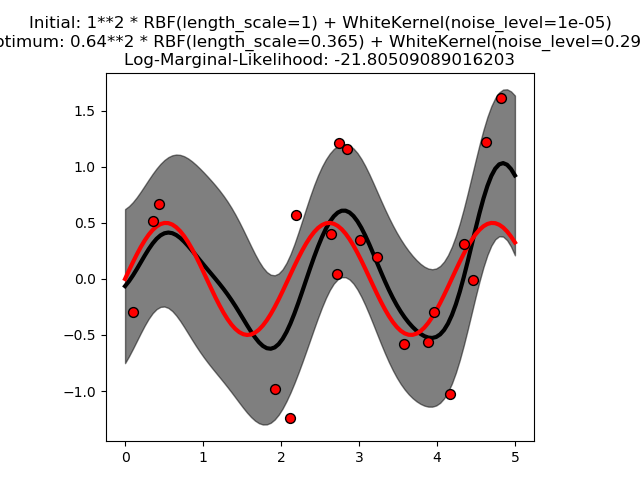 Initial: 1**2 * RBF(length_scale=1) + WhiteKernel(noise_level=1e-05)
ptimum: 0.64**2 * RBF(length_scale=0.365) + WhiteKernel(noise_level=0.29
Log-Marginal-Likelihood: -21.80509089016203
1.5
1.0
0.5
0.0
−0.5
−1.0
0 1 2 3 4 5